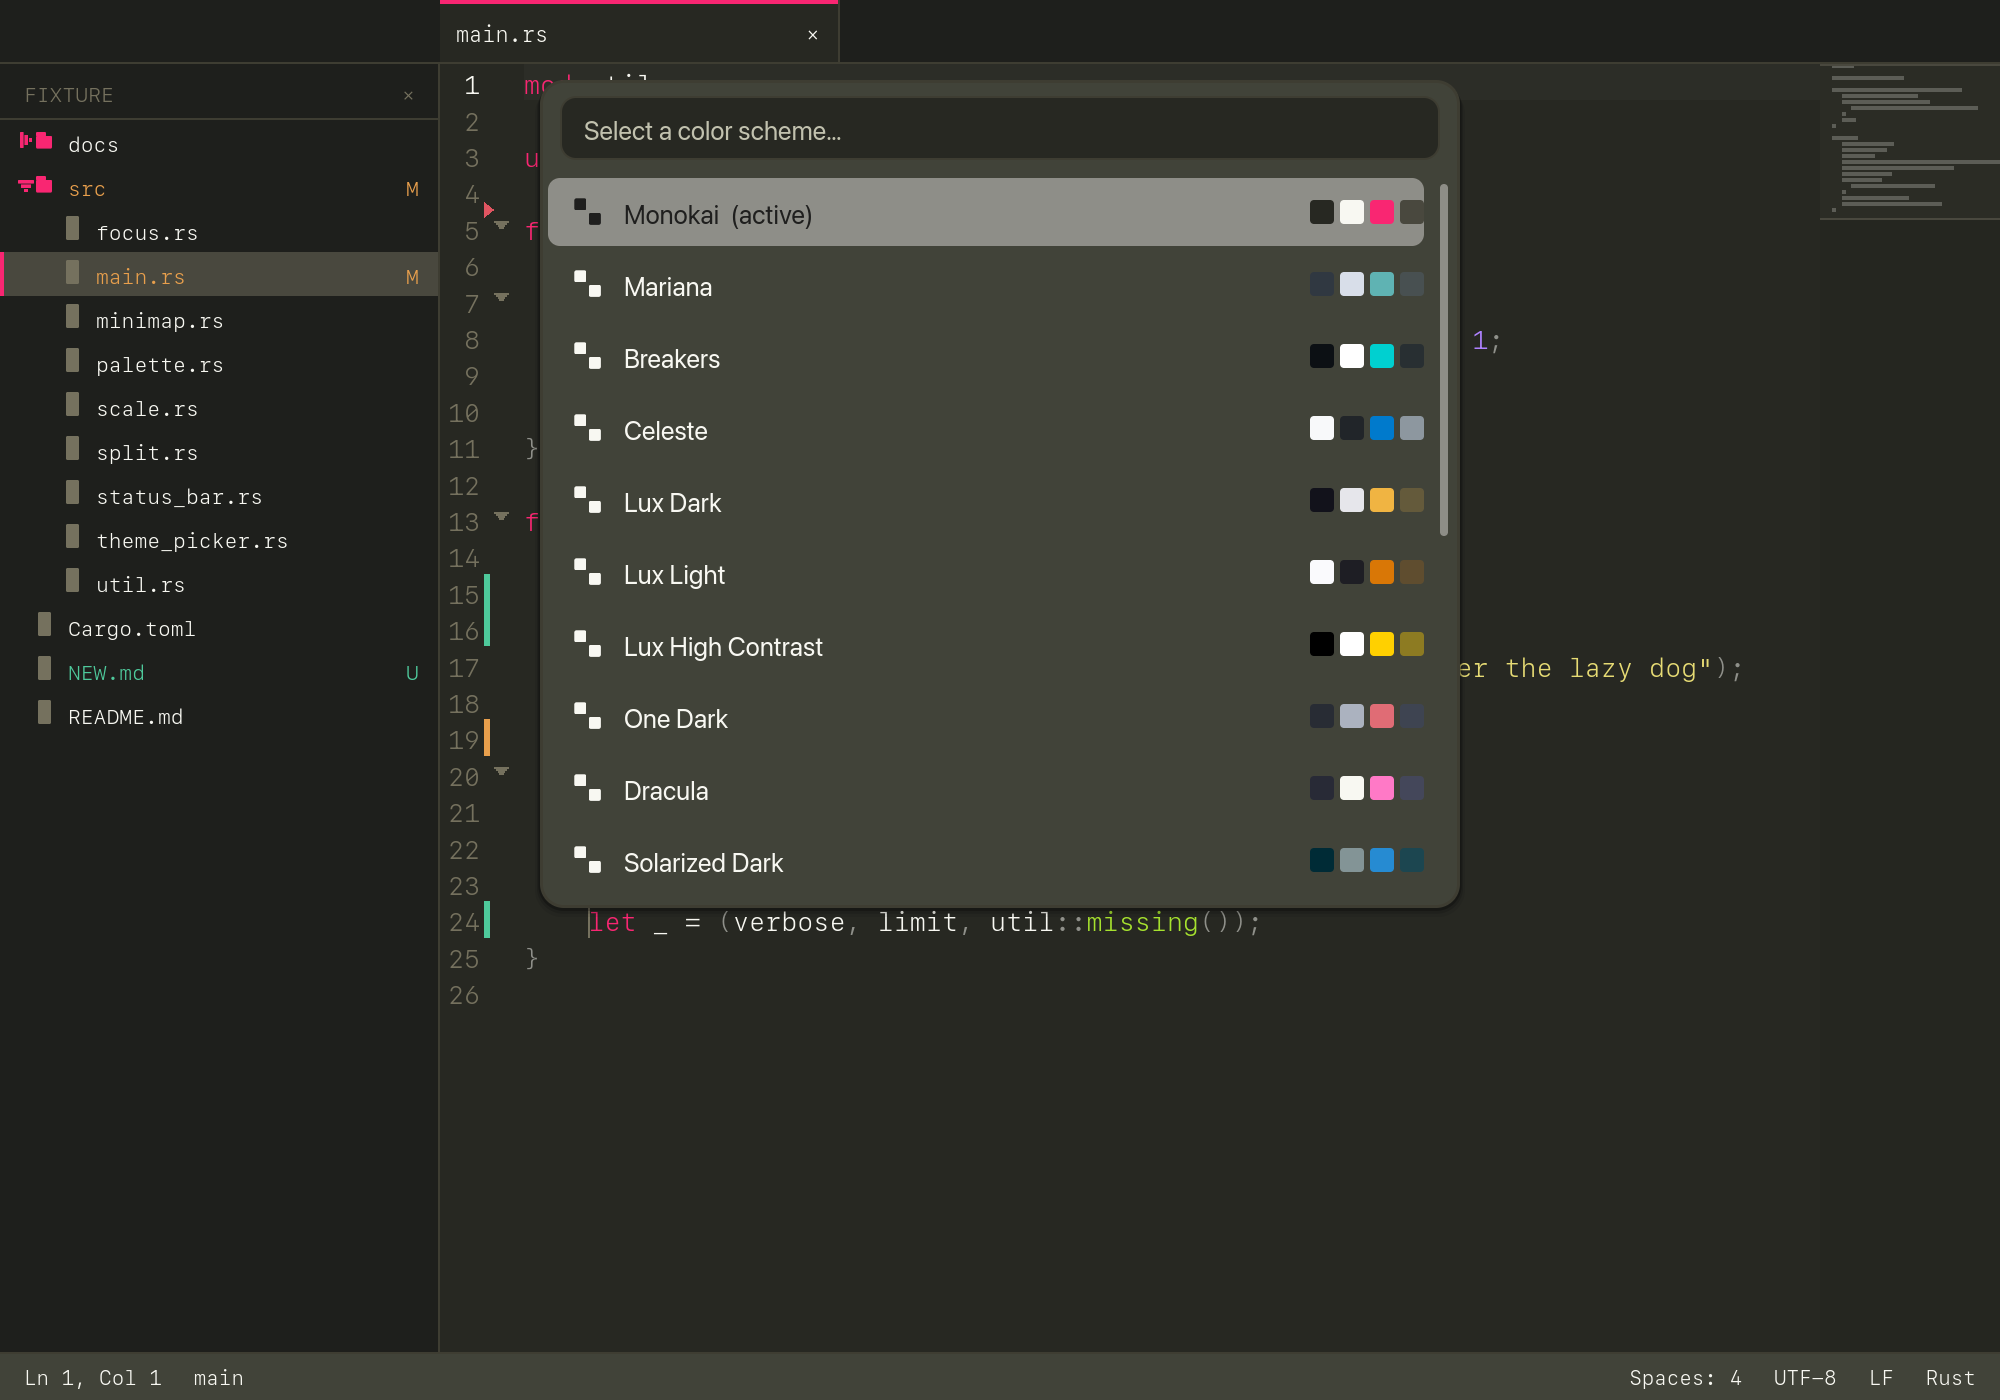 main.rs ×
FIXTURE ×
docs
src M
focus.rs
main.rs M
minimap.rs
palette.rs
scale.rs
split.rs
status_bar.rs
theme_picker.rs
util.rs
Cargo.toml
NEW.md U
README.md
1
2
3 u
4
5 f
6
7
8 1;
9
10
11 }
12
13 f
14
15
16
17 er the lazy dog");
18
19
20
21
22
23
24 let _ = (verbose, limit, util::missing());
25 }
26
Select a color scheme…
Monokai (active)
Mariana
Breakers
Celeste
Lux Dark
Lux Light
Lux High Contrast
One Dark
Dracula
Solarized Dark
Ln 1, Col 1 main Spaces: 4 UTF-8 LF Rust